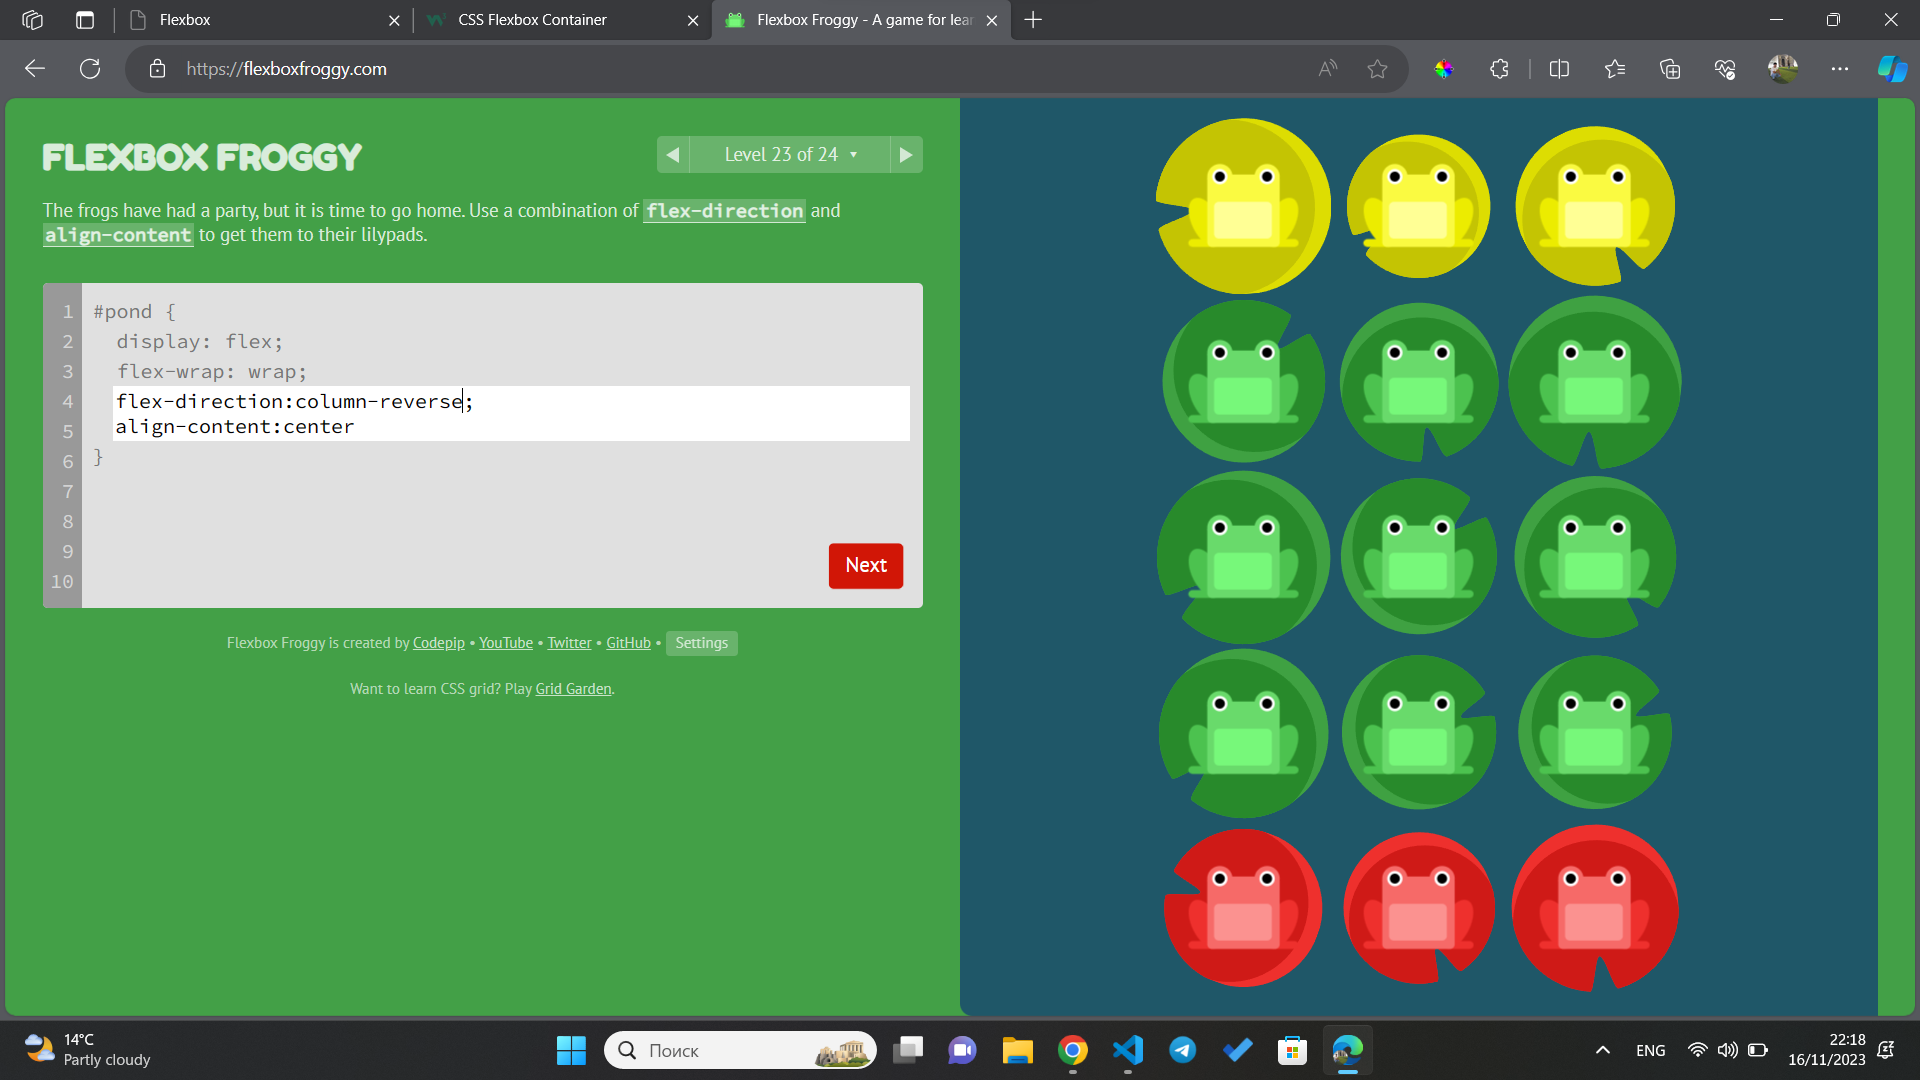 Flexbox
CSS Flexbox Container
Flexbox Froggy - A game for lear
https://flexboxfroggy.com
FLEXBOX FROGGY
Level 23 of 24
The frogs have had a party, but it is time to go home. Use a combination of flex-direction and
align-content to get them to their lilypads.
1 #pond {
2 display: flex;
3 flex-wrap: wrap;
4 flex-direction:column-reverse;
5 align-content:center
6 }
7
8
9
10
Next
Flexbox Froggy is created by Codepip • YouTube • Twitter • GitHub • Settings
Want to learn CSS grid? Play Grid Garden.
14°C
Partly cloudy
Поиск
ENG
22:18
16/11/2023